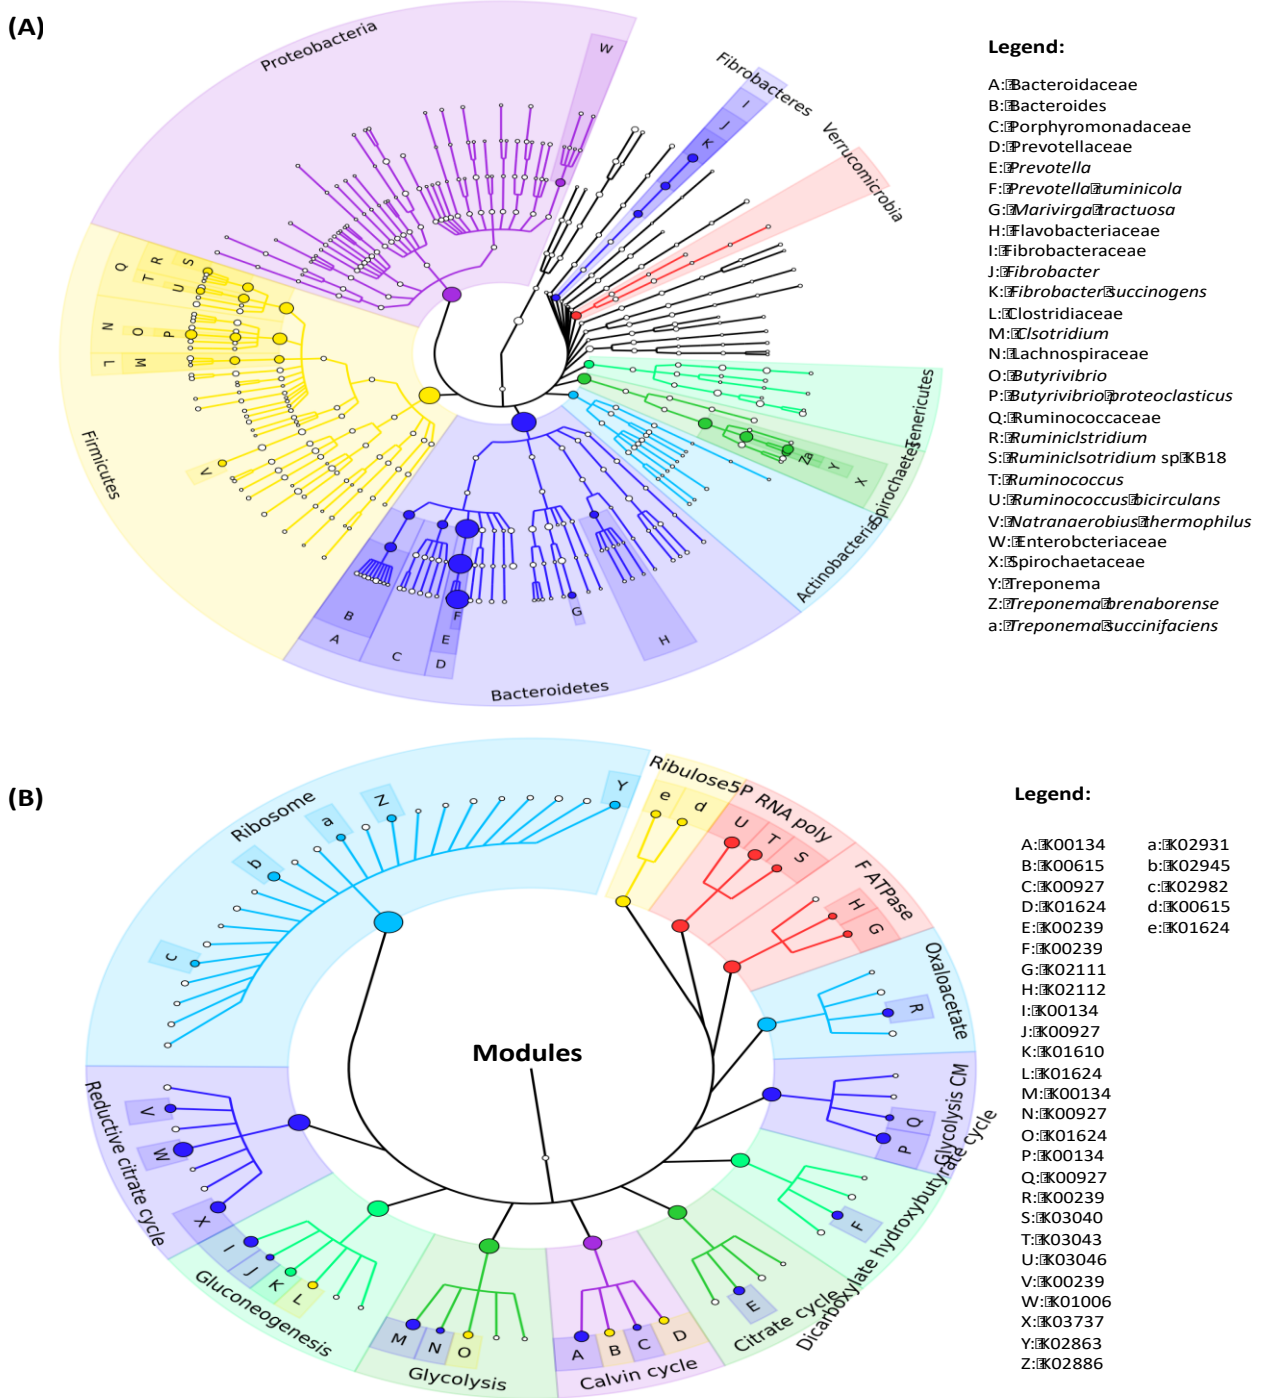 (A)
Proteobacteria
W
Fibrobacteres
I
J
K
Verrucomicrobia
Q
R
S
T
U
N
O
P
L
M
V
Firmicutes
Tenericutes
Z
a
Y
X
Spirochaetes
Actinobacteria
B
A
C
F
E
D
G
H
Bacteroidetes
Legend:
A: Bacteroidaceae
B: Bacteroides
C: Porphyromonadaceae
D: Prevotellaceae
E: Prevotella
F: Prevotella ruminicola
G: Marivirga tractuosa
H: Flavobacteriaceae
I: Fibrobacteraceae
J: Fibrobacter
K: Fibrobacter succinogens
L: Clostridiaceae
M: Clsotridium
N: Lachnospiraceae
O: Butyrivibrio
P: Butyrivibrio proteoclasticus
Q: Ruminococcaceae
R: Ruminiclstridium
S: Ruminiclsotridium sp KB18
T: Ruminococcus
U: Ruminococcus bicirculans
V: Natranaerobius thermophilus
W: Enterobcteriaceae
X: Spirochaetaceae
Y: Treponema
Z: Treponema brenaborense
a: Treponema succinifaciens
(B)
Ribosome
Y
Z
a
b
c
Ribulose5P
e
d
RNA poly
U
T
S
F ATPase
H
G
Oxaloacetate
R
Glycolysis CM
Q
P
Dicarboxylate hydroxybutyrate cycle
F
Citrate cycle
E
Calvin cycle
A
B
C
D
Glycolysis
M
N
O
Gluconeogenesis
I
J
K
L
Reductive citrate cycle
V
W
X
Modules
Legend:
A: K00134
B: K00615
C: K00927
D: K01624
E: K00239
F: K00239
G: K02111
H: K02112
I: K00134
J: K00927
K: K01610
L: K01624
M: K00134
N: K00927
O: K01624
P: K00134
Q: K00927
R: K00239
S: K03040
T: K03043
U: K03046
V: K00239
W: K01006
X: K03737
Y: K02863
Z: K02886
a: K02931
b: K02945
c: K02982
d: K00615
e: K01624